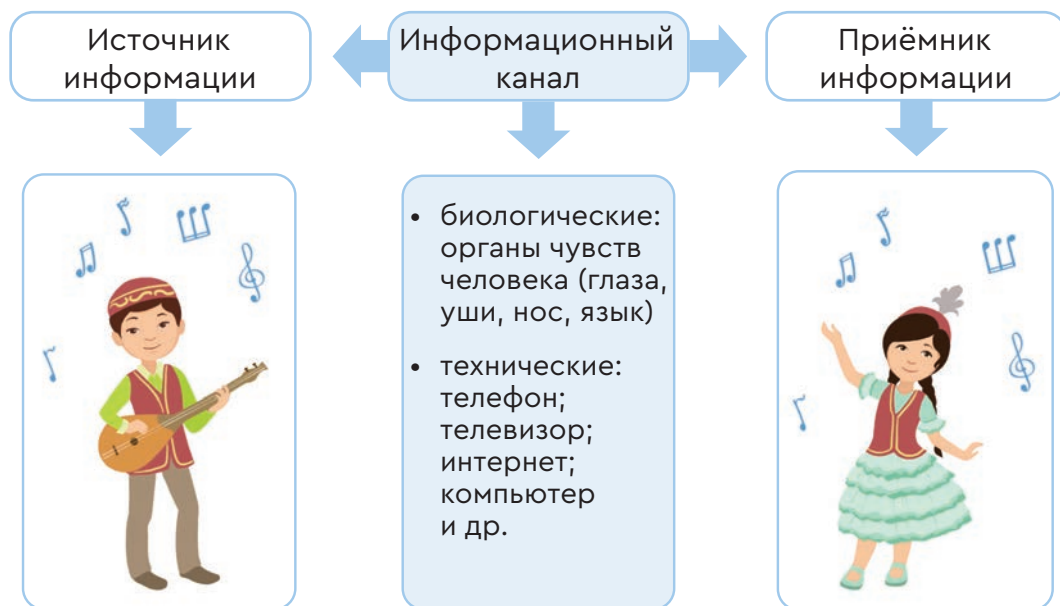 Источник
информации
Информационный
канал
Приёмник
информации
• биологические:
органы чувств
человека (глаза,
уши, нос, язык)
• технические:
телефон;
телевизор;
интернет;
компьютер
и др.